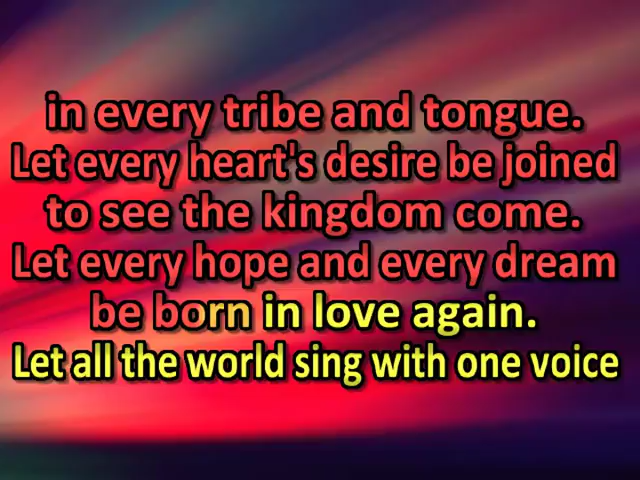 in every tribe and tongue.
Let every heart's desire be joined
to see the kingdom come.
Let every hope and every dream
be born in love again.
Let all the world sing with one voice